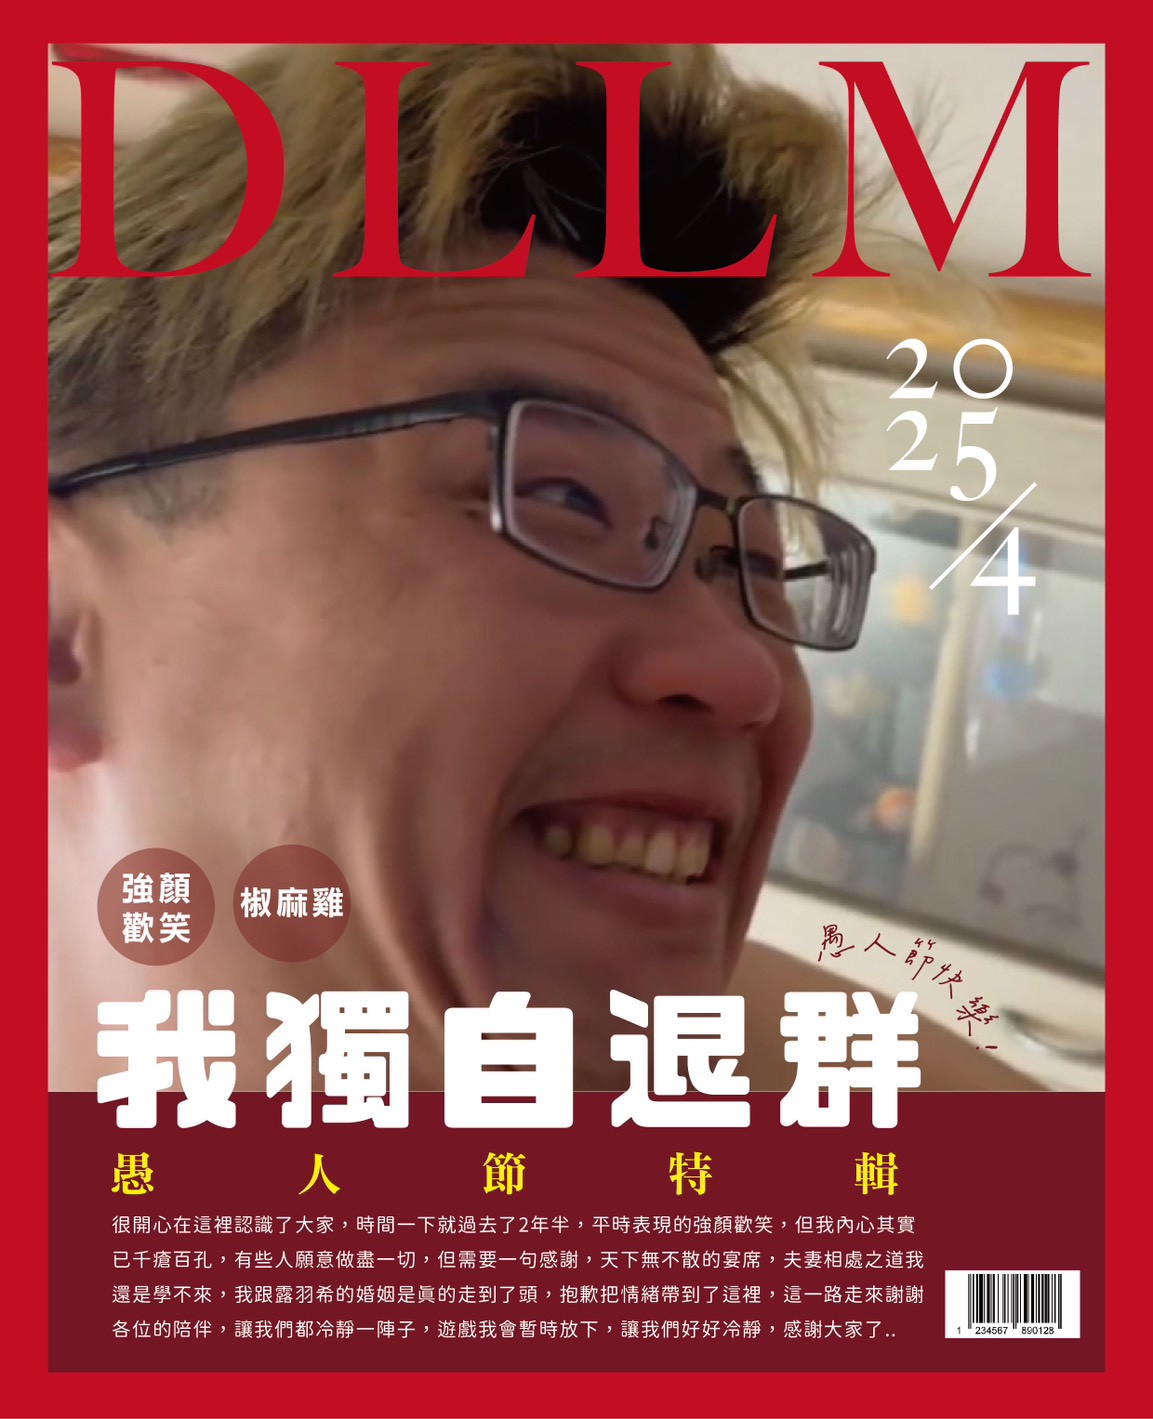 DLLM
20
25
/4
強顏
歡笑
椒麻雞
愚人節快樂!
我獨自退群
愚人節特輯
很開心在這裡認識了大家，時間一下就過去了2年半，平時表現的強顏歡笑，但我內心其實
已千瘡百孔，有些人願意做盡一切，但需要一句感謝，天下無不散的宴席，夫妻相處之道我
還是學不來，我跟露羽希的婚姻是真的走到了頭，抱歉把情緒帶到了這裡，這一路走來謝謝
各位的陪伴，讓我們都冷靜一陣子，遊戲我會暫時放下，讓我們好好冷靜，感謝大家了..
1 234567 890128